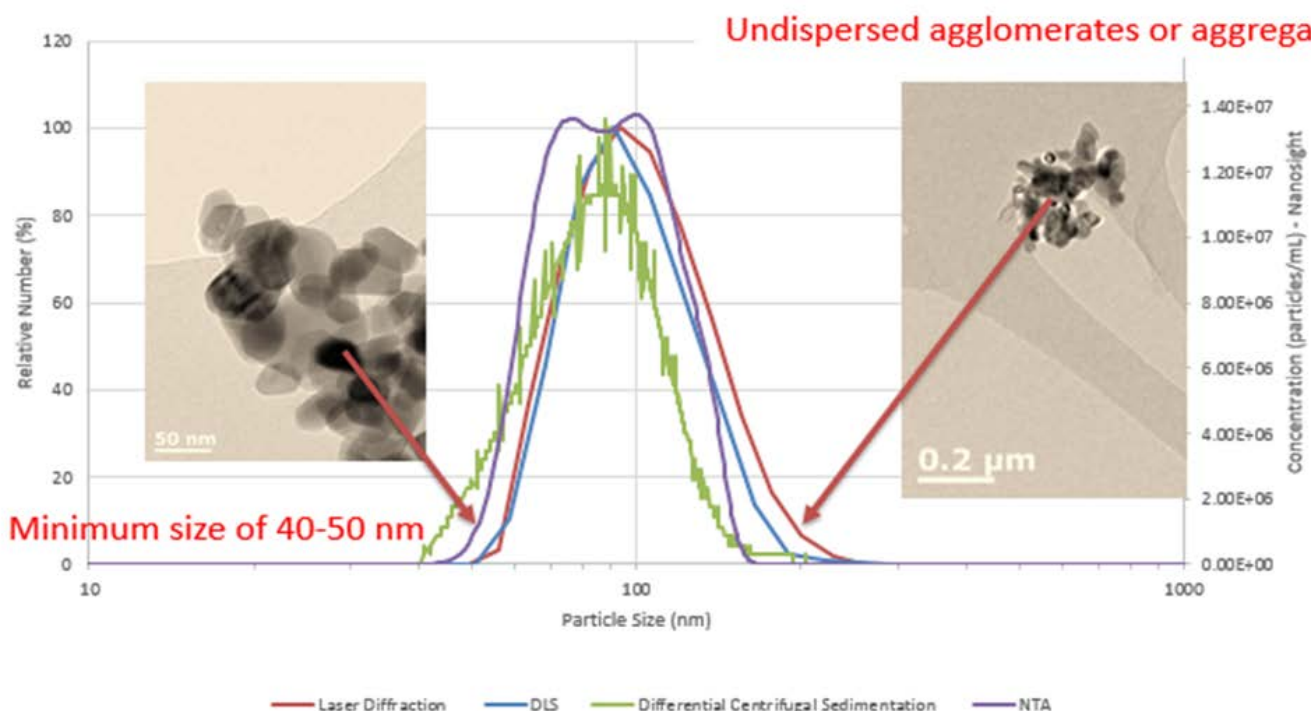 Undispersed agglomerates or aggrega
120
100
80
60
40
20
0
Relative Number (%)
50 nm
Minimum size of 40-50 nm
0.2 µm
1.40E+07
1.20E+07
1.00E+07
8.00E+06
6.00E+06
4.00E+06
2.00E+06
0.00E+00
Concentration (particles/mL) - Nanosight
10
100
1000
Particle Size (nm)
Laser Diffraction
DLS
Differential Centrifugal Sedimentation
NTA